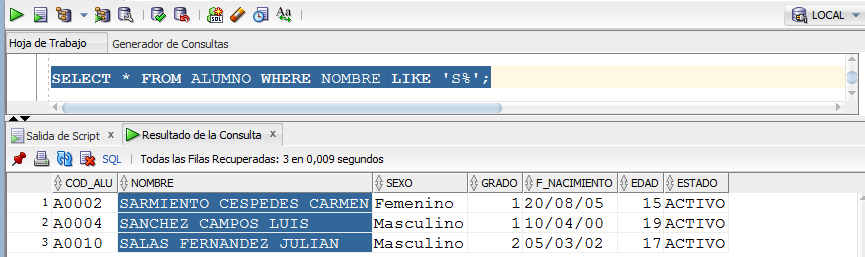 LOCAL
Hoja de Trabajo Generador de Consultas
SELECT * FROM ALUMNO WHERE NOMBRE LIKE 'S%';
Salida de Script x Resultado de la Consulta x
SQL | Todas las Filas Recuperadas: 3 en 0,009 segundos
COD_ALU NOMBRE SEXO GRADO F_NACIMIENTO EDAD ESTADO
1 A0002 SARMIENTO CESPEDES CARMEN Femenino 1 20/08/05 15 ACTIVO
2 A0004 SANCHEZ CAMPOS LUIS Masculino 1 10/04/00 19 ACTIVO
3 A0010 SALAS FERNANDEZ JULIAN Masculino 2 05/03/02 17 ACTIVO